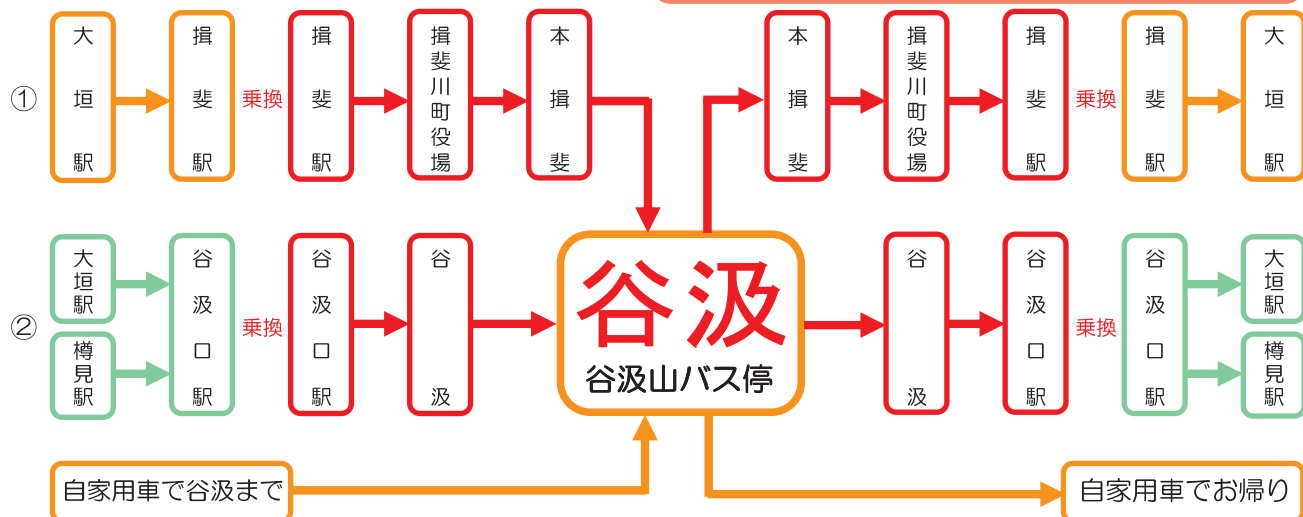 ①
大垣駅
揖斐駅
乗換
揖斐駅
揖斐川町役場
本揖斐
本揖斐
揖斐川町役場
揖斐駅
乗換
揖斐駅
大垣駅
②
大垣駅
樽見駅
谷汲口駅
乗換
谷汲口駅
谷汲
谷汲
谷汲山バス停
谷汲
谷汲口駅
乗換
谷汲口駅
大垣駅
樽見駅
自家用車で谷汲まで
自家用車でお帰り